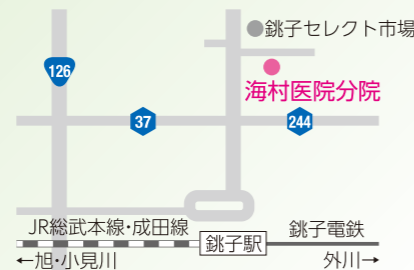 銚子セレクト市場
126
海村医院分院
37
244
JR総武本線・成田線
銚子駅
銚子電鉄
←旭・小見川
外川→